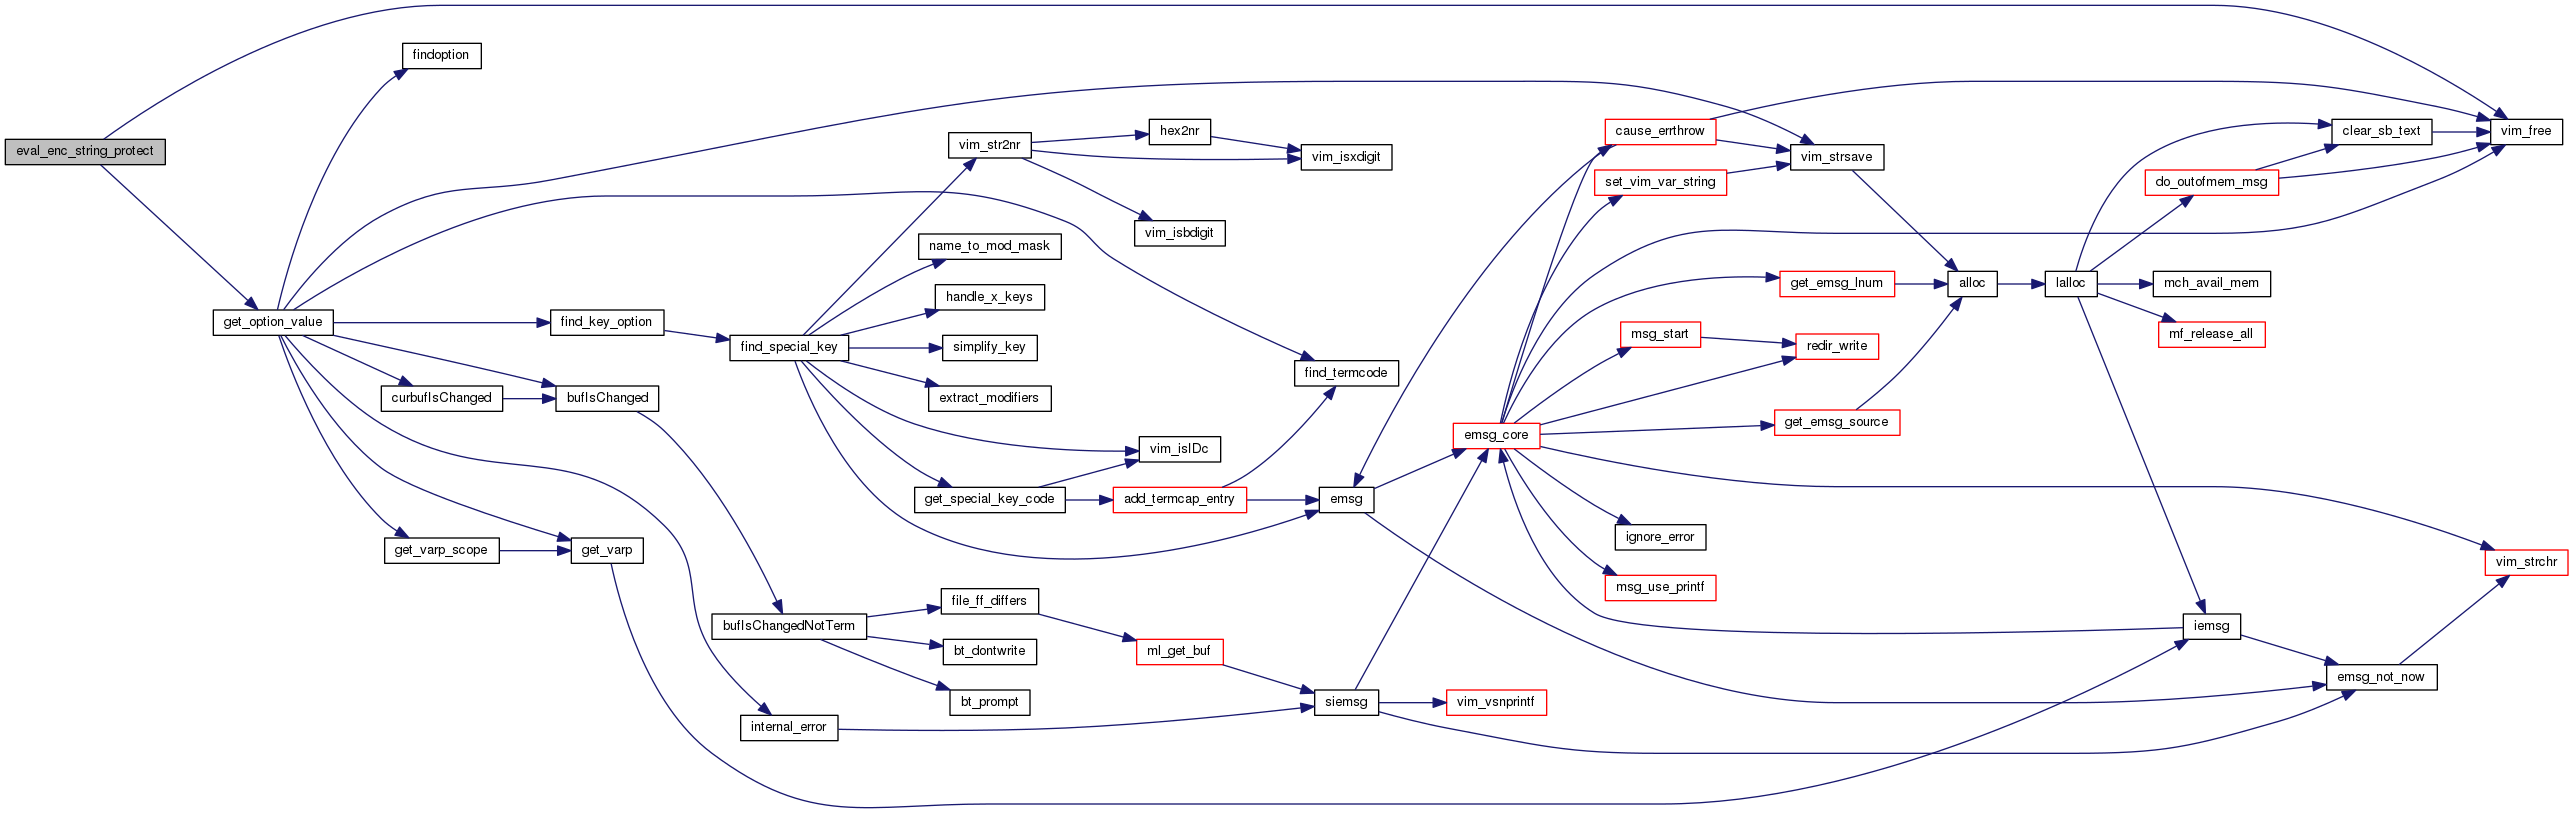 eval_enc_string_protect
get_option_value
findoption
find_key_option
curbufIsChanged
bufIsChanged
get_varp_scope
get_varp
find_special_key
bufIsChangedNotTerm
internal_error
vim_str2nr
name_to_mod_mask
handle_x_keys
simplify_key
extract_modifiers
get_special_key_code
file_ff_differs
bt_dontwrite
bt_prompt
hex2nr
vim_isxdigit
vim_isbdigit
vim_isIDc
add_termcap_entry
ml_get_buf
find_termcode
emsg
siemsg
emsg_core
vim_vsnprintf
cause_errthrow
set_vim_var_string
msg_start
ignore_error
msg_use_printf
vim_strsave
get_emsg_lnum
redir_write
get_emsg_source
alloc
lalloc
do_outofmem_msg
mch_avail_mem
mf_release_all
iemsg
clear_sb_text
emsg_not_now
vim_free
vim_strchr